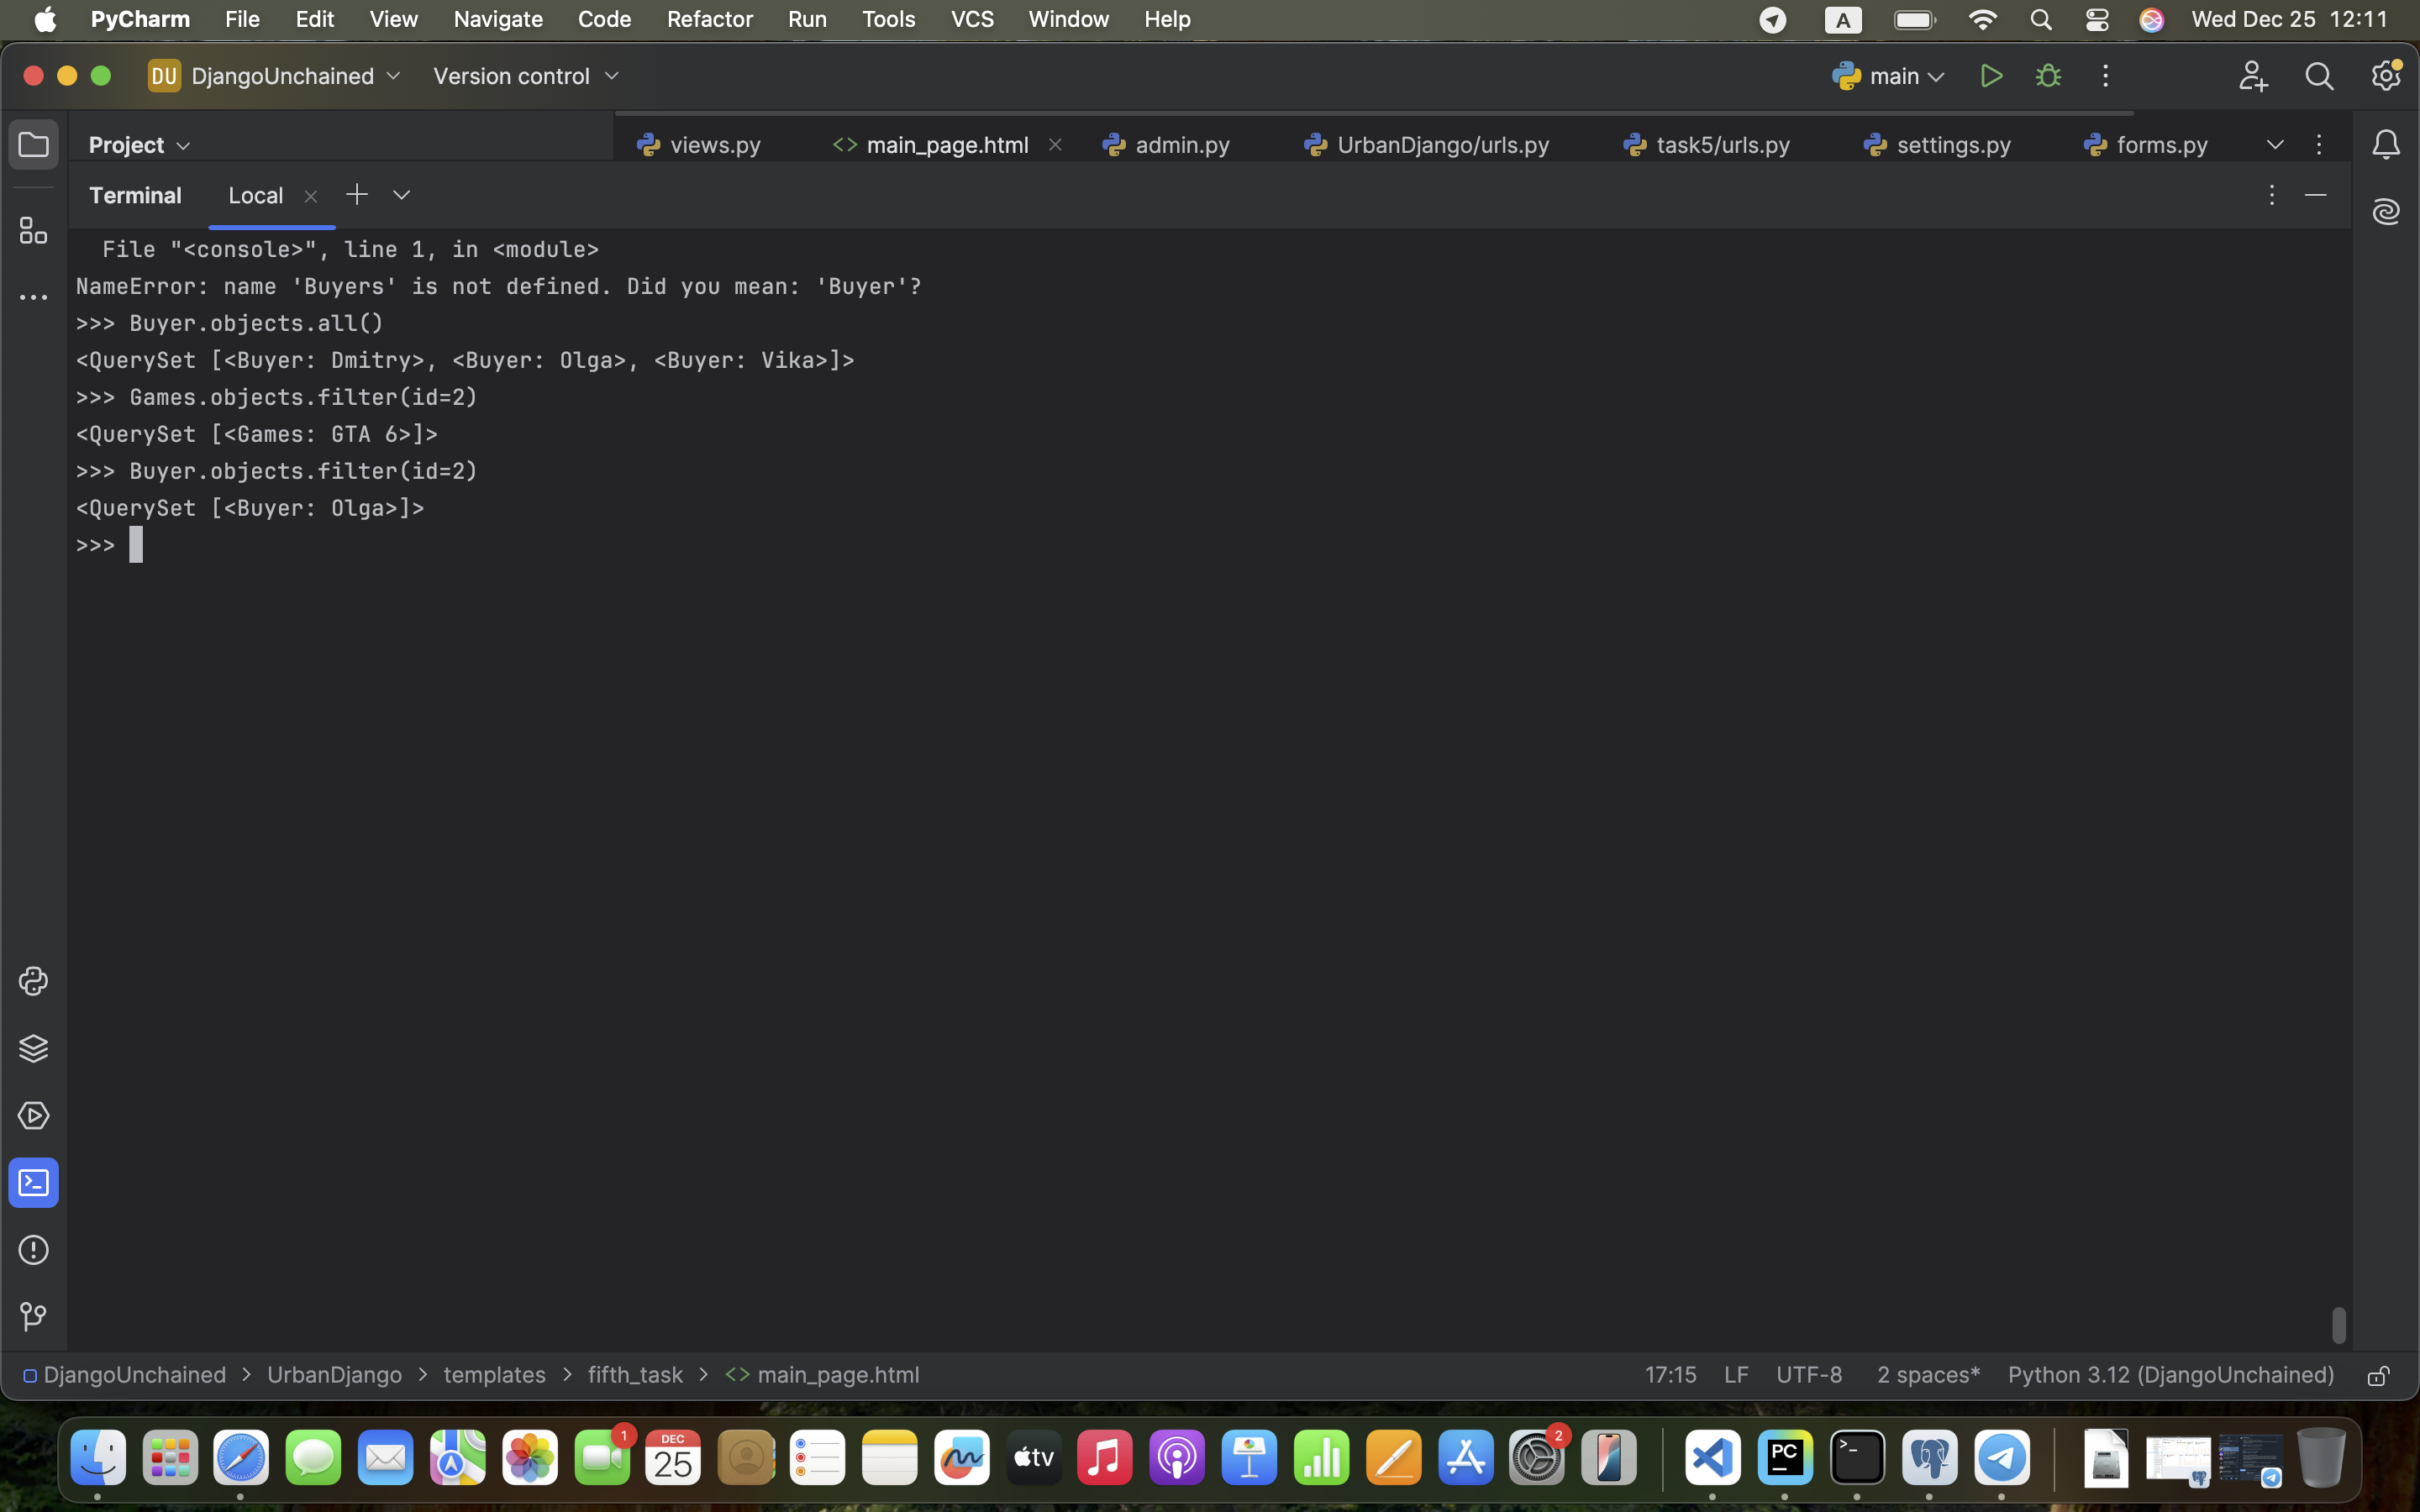 PyCharm File Edit View Navigate Code Refactor Run Tools VCS Window Help A Wed Dec 25 12:11
DU DjangoUnchained Version control main
Project views.py <> main_page.html admin.py UrbanDjango/urls.py task5/urls.py settings.py forms.py
Terminal Local
File "<console>", line 1, in <module>
NameError: name 'Buyers' is not defined. Did you mean: 'Buyer'?
>>> Buyer.objects.all()
<QuerySet [<Buyer: Dmitry>, <Buyer: Olga>, <Buyer: Vika>]>
>>> Games.objects.filter(id=2)
<QuerySet [<Games: GTA 6>]>
>>> Buyer.objects.filter(id=2)
<QuerySet [<Buyer: Olga>]>
>>>
DjangoUnchained > UrbanDjango > templates > fifth_task > <> main_page.html 17:15 LF UTF-8 2 spaces* Python 3.12 (DjangoUnchained)
1 DEC 25 tv 2 PC >_